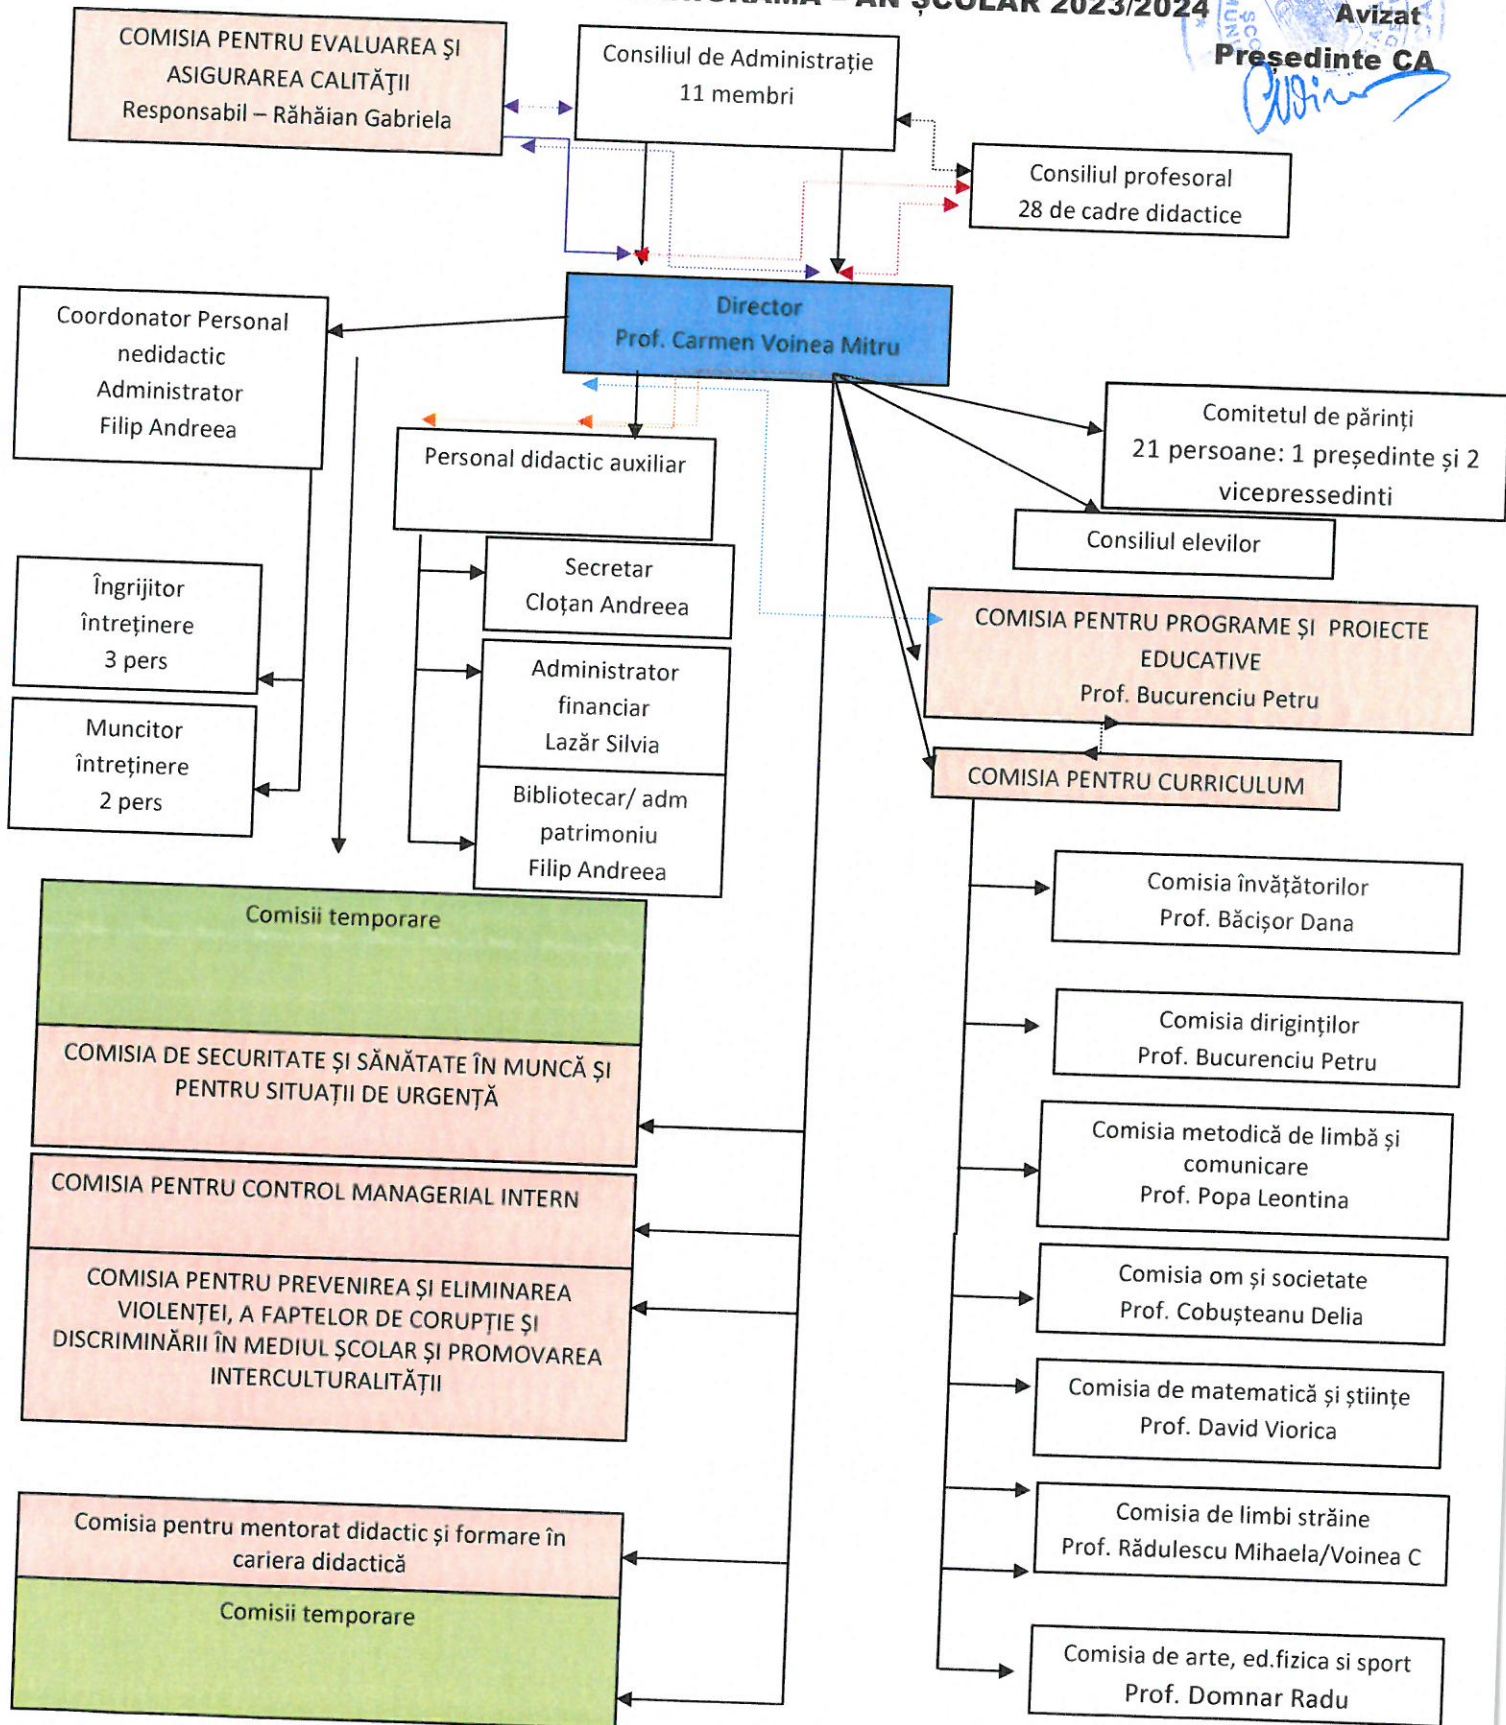 – AN ȘCOLAR 2023/2024
Avizat
Președinte CA
COMISIA PENTRU EVALUAREA ȘI
ASIGURAREA CALITĂŢII
Responsabil – Răhăian Gabriela
Consiliul de Administrație
11 membri
Consiliul profesoral
28 de cadre didactice
Director
Prof. Carmen Voinea Mitru
Coordonator Personal
nedidactic
Administrator
Filip Andreea
Personal didactic auxiliar
Comitetul de părinți
21 persoane: 1 președinte și 2
vicepressedinti
Consiliul elevilor
Îngrijitor
întreținere
3 pers
Secretar
Cloțan Andreea
COMISIA PENTRU PROGRAME ȘI PROIECTE
EDUCATIVE
Prof. Bucurenciu Petru
Muncitor
întreținere
2 pers
Administrator
financiar
Lazăr Silvia
COMISIA PENTRU CURRICULUM
Bibliotecar/ adm
patrimoniu
Filip Andreea
Comisia învățătorilor
Prof. Băcișor Dana
Comisii temporare
Comisia diriginților
Prof. Bucurenciu Petru
COMISIA DE SECURITATE ȘI SĂNĂTATE ÎN MUNCĂ ȘI
PENTRU SITUAȚII DE URGENȚĂ
Comisia metodică de limbă și
comunicare
Prof. Popa Leontina
COMISIA PENTRU CONTROL MANAGERIAL INTERN
Comisia om și societate
Prof. Cobușteanu Delia
COMISIA PENTRU PREVENIREA ȘI ELIMINAREA
VIOLENȚEI, A FAPTELOR DE CORUPȚIE ȘI
DISCRIMINĂRII ÎN MEDIUL ȘCOLAR ȘI PROMOVAREA
INTERCULTURALITĂȚII
Comisia de matematică și științe
Prof. David Viorica
Comisia pentru mentorat didactic și formare în
cariera didactică
Comisia de limbi străine
Prof. Rădulescu Mihaela/Voinea C
Comisii temporare
Comisia de arte, ed.fizica si sport
Prof. Domnar Radu